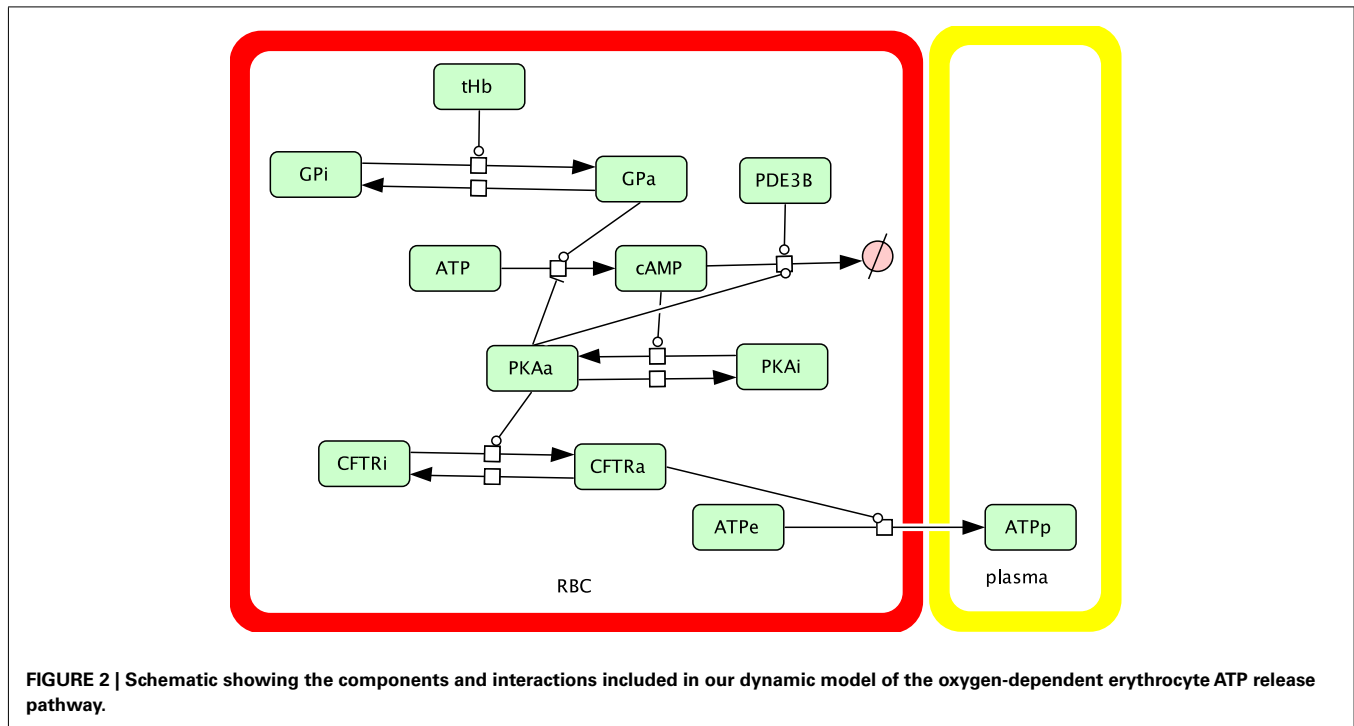 tHb
GPi
GPa
PDE3B
ATP
cAMP
PKAa
PKAi
CFTRi
CFTRa
ATPe
ATPp
RBC
plasma
FIGURE 2 | Schematic showing the components and interactions included in our dynamic model of the oxygen-dependent erythrocyte ATP release
pathway.